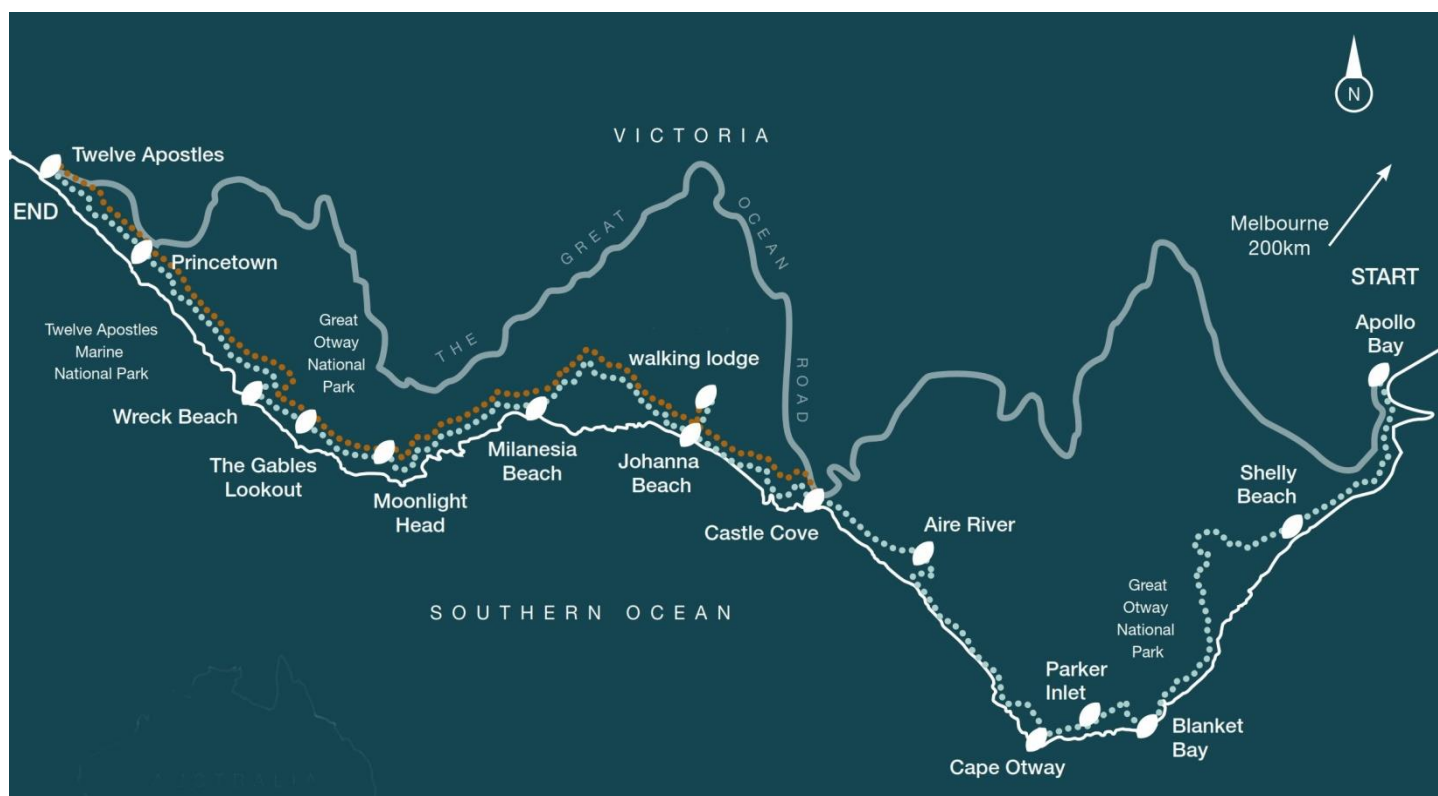 VICTORIA
N
Twelve Apostles
END
Melbourne
200km
START
Princetown
THE GREAT OCEAN ROAD
Apollo
Bay
Twelve Apostles
Marine
National Park
Great
Otway
National
Park
walking lodge
Wreck Beach
The Gables
Lookout
Moonlight
Head
Milanesia
Beach
Johanna
Beach
Castle Cove
Aire River
Shelly
Beach
SOUTHERN OCEAN
Great
Otway
National
Park
Parker
Inlet
Cape Otway
Blanket
Bay
AUSTRALIA